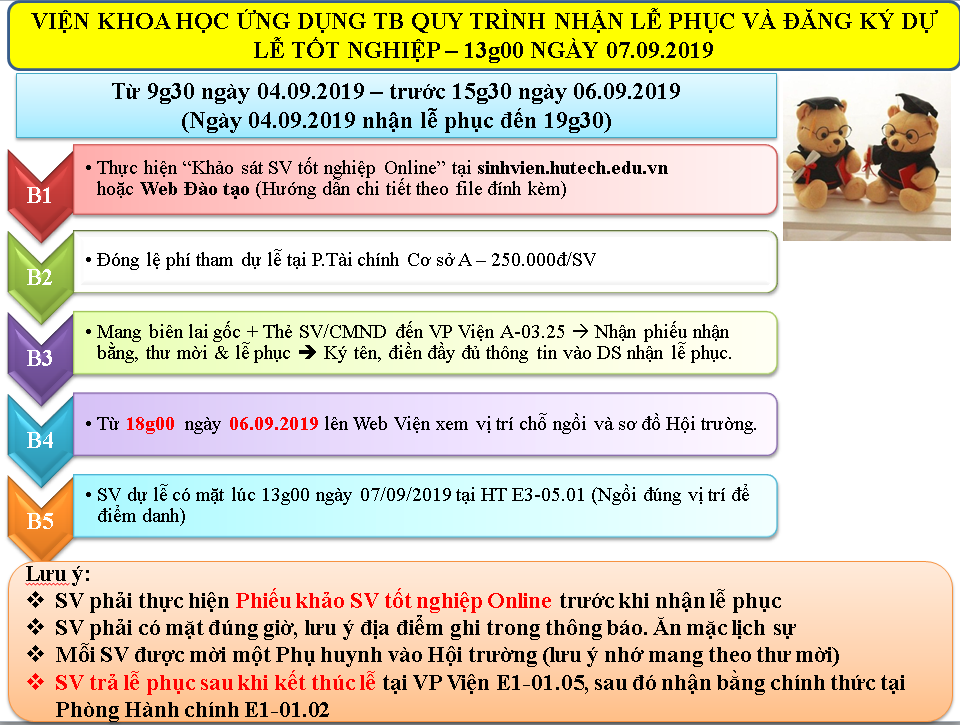 VIỆN KHOA HỌC ỨNG DỤNG TB QUY TRÌNH NHẬN LỄ PHỤC VÀ ĐĂNG KÝ DỰ
LỄ TỐT NGHIỆP – 13g00 NGÀY 07.09.2019
Từ 9g30 ngày 04.09.2019 – trước 15g30 ngày 06.09.2019
(Ngày 04.09.2019 nhận lễ phục đến 19g30)
B1
• Thực hiện “Khảo sát SV tốt nghiệp Online” tại sinhvien.hutech.edu.vn
hoặc Web Đào tạo (Hướng dẫn chi tiết theo file đính kèm)
B2
• Đóng lệ phí tham dự lễ tại P.Tài chính Cơ sở A – 250.000đ/SV
B3
• Mang biên lai gốc + Thẻ SV/CMND đến VP Viện A-03.25 → Nhận phiếu nhận
bằng, thư mời & lễ phục ➔ Ký tên, điền đầy đủ thông tin vào DS nhận lễ phục.
B4
• Từ 18g00 ngày 06.09.2019 lên Web Viện xem vị trí chỗ ngồi và sơ đồ Hội trường.
B5
• SV dự lễ có mặt lúc 13g00 ngày 07/09/2019 tại HT E3-05.01 (Ngồi đúng vị trí để
điểm danh)
Lưu ý:
❖ SV phải thực hiện Phiếu khảo SV tốt nghiệp Online trước khi nhận lễ phục
❖ SV phải có mặt đúng giờ, lưu ý địa điểm ghi trong thông báo. Ăn mặc lịch sự
❖ Mỗi SV được mời một Phụ huynh vào Hội trường (lưu ý nhớ mang theo thư mời)
❖ SV trả lễ phục sau khi kết thúc lễ tại VP Viện E1-01.05, sau đó nhận bằng chính thức tại
Phòng Hành chính E1-01.02